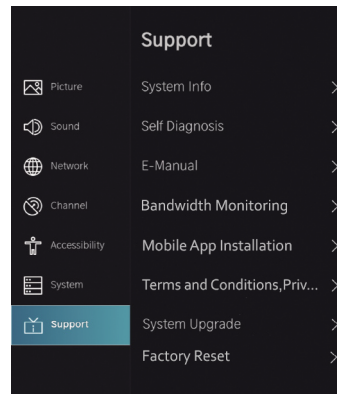 Support
Picture
Sound
Network
Channel
Accessibility
System
Support
System Info
Self Diagnosis
E-Manual
Bandwidth Monitoring
Mobile App Installation
Terms and Conditions,Priv...
System Upgrade
Factory Reset